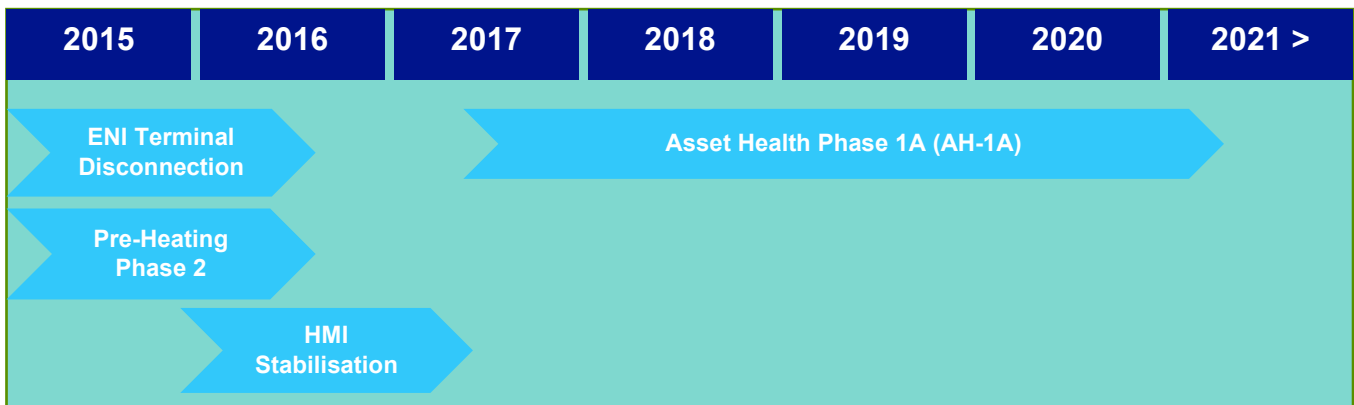 2015 2016 2017 2018 2019 2020 2021 >
ENI Terminal
Disconnection
Asset Health Phase 1A (AH-1A)
Pre-Heating
Phase 2
HMI
Stabilisation